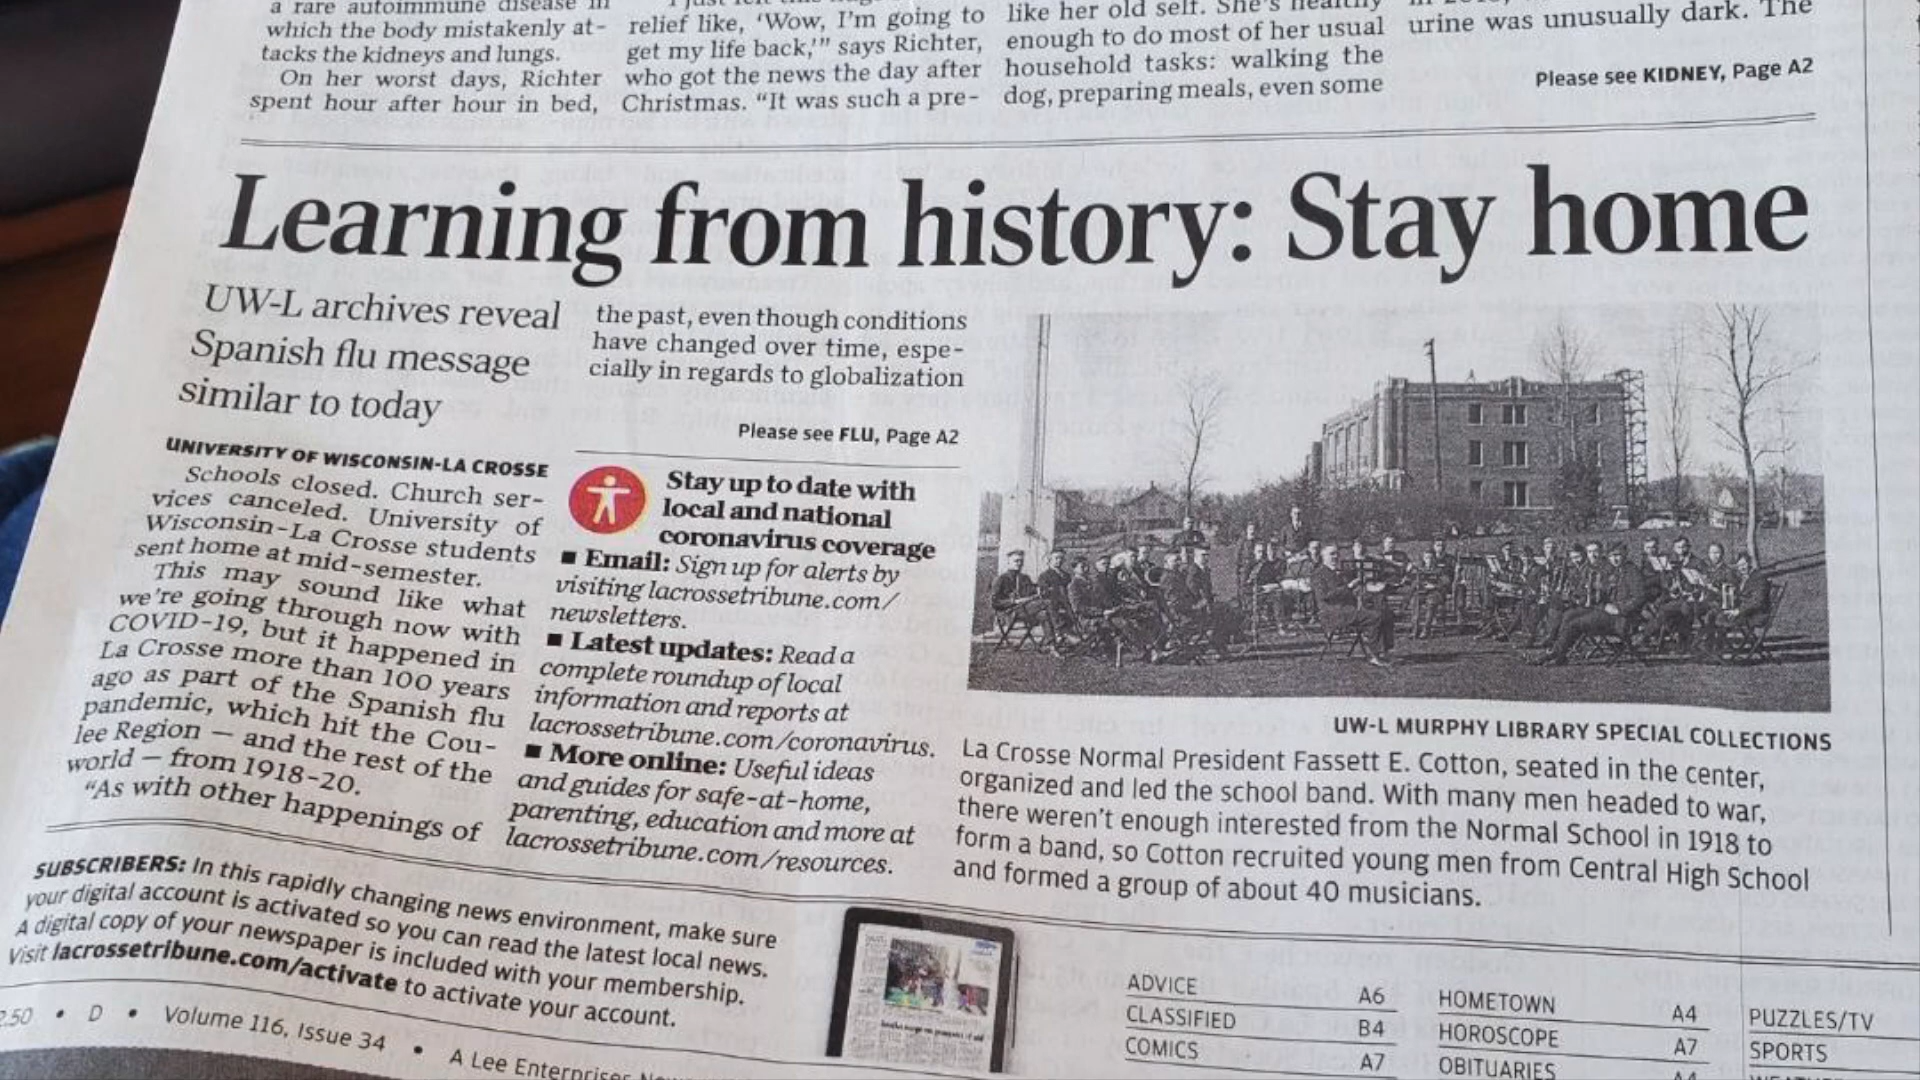 a rare autoimmune disease in
which the body mistakenly at-
tacks the kidneys and lungs.
On her worst days, Richter
spent hour after hour in bed,
relief like, ‘Wow, I’m going to
get my life back,’” says Richter,
who got the news the day after
Christmas. “It was such a pre-
like her old self. She’s healthy
enough to do most of her usual
household tasks: walking the
dog, preparing meals, even some
urine was unusually dark. The
Please see KIDNEY, Page A2
Learning from history: Stay home
UW-L archives reveal
Spanish flu message
similar to today
UNIVERSITY OF WISCONSIN-LA CROSSE
Schools closed. Church ser-
vices canceled. University of
Wisconsin-La Crosse students
sent home at mid-semester.
This may sound like what
we’re going through now with
COVID-19, but it happened in
La Crosse more than 100 years
ago as part of the Spanish flu
pandemic, which hit the Cou-
lee Region — and the rest of the
world — from 1918-20.
“As with other happenings of
the past, even though conditions
have changed over time, espe-
cially in regards to globalization
Please see FLU, Page A2
Stay up to date with
local and national
coronavirus coverage
■ Email: Sign up for alerts by
visiting lacrossetribune.com/
newsletters.
■ Latest updates: Read a
complete roundup of local
information and reports at
lacrossetribune.com/coronavirus.
■ More online: Useful ideas
and guides for safe-at-home,
parenting, education and more at
lacrossetribune.com/resources.
UW-L MURPHY LIBRARY SPECIAL COLLECTIONS
La Crosse Normal President Fassett E. Cotton, seated in the center,
organized and led the school band. With many men headed to war,
there weren’t enough interested from the Normal School in 1918 to
form a band, so Cotton recruited young men from Central High School
and formed a group of about 40 musicians.
SUBSCRIBERS: In this rapidly changing news environment, make sure
your digital account is activated so you can read the latest local news.
A digital copy of your newspaper is included with your membership.
Visit lacrossetribune.com/activate to activate your account.
2.50 • D • Volume 116, Issue 34 • A Lee Enterprises
ADVICE A6
CLASSIFIED B4
COMICS A7
HOMETOWN A4
HOROSCOPE A7
OBITUARIES A4
PUZZLES/TV
SPORTS